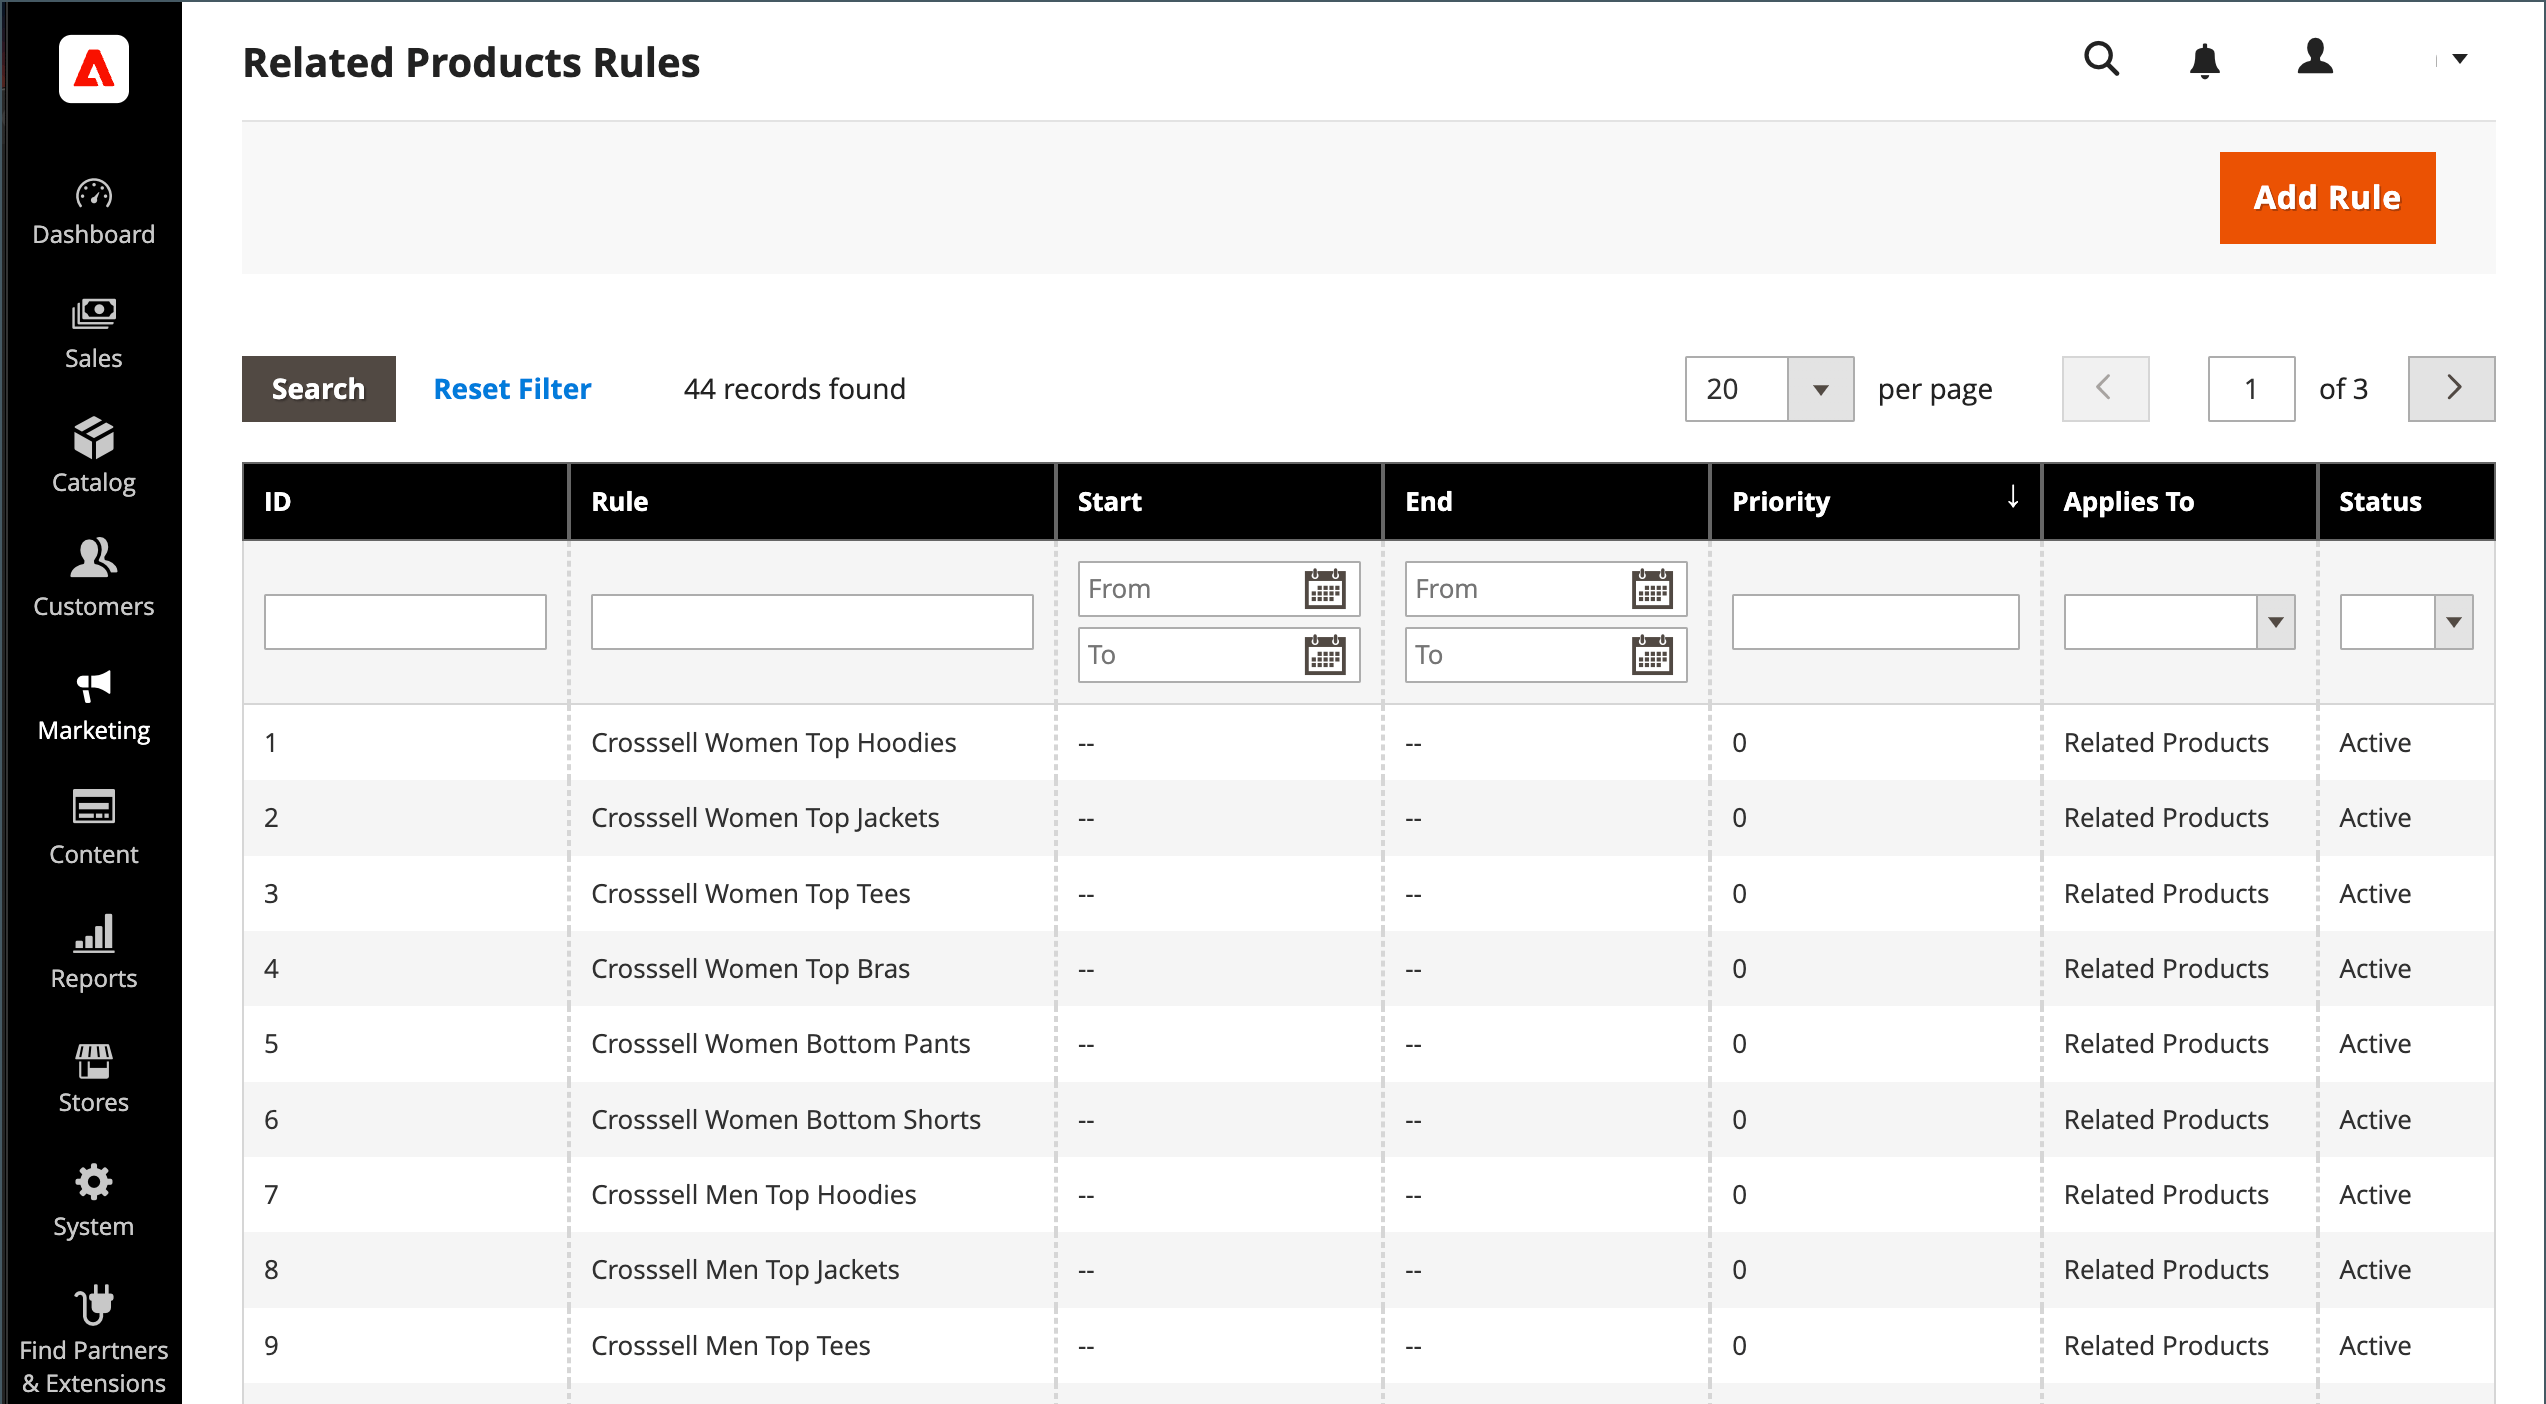 Related Products Rules
Add Rule
Dashboard
Sales
Catalog
Customers
Marketing
Content
Reports
Stores
System
Find Partners
& Extensions
Search Reset Filter 44 records found 20 per page 1 of 3
ID Rule Start End Priority ↓ Applies To Status
From From
To To
1 Crosssell Women Top Hoodies -- -- 0 Related Products Active
2 Crosssell Women Top Jackets -- -- 0 Related Products Active
3 Crosssell Women Top Tees -- -- 0 Related Products Active
4 Crosssell Women Top Bras -- -- 0 Related Products Active
5 Crosssell Women Bottom Pants -- -- 0 Related Products Active
6 Crosssell Women Bottom Shorts -- -- 0 Related Products Active
7 Crosssell Men Top Hoodies -- -- 0 Related Products Active
8 Crosssell Men Top Jackets -- -- 0 Related Products Active
9 Crosssell Men Top Tees -- -- 0 Related Products Active